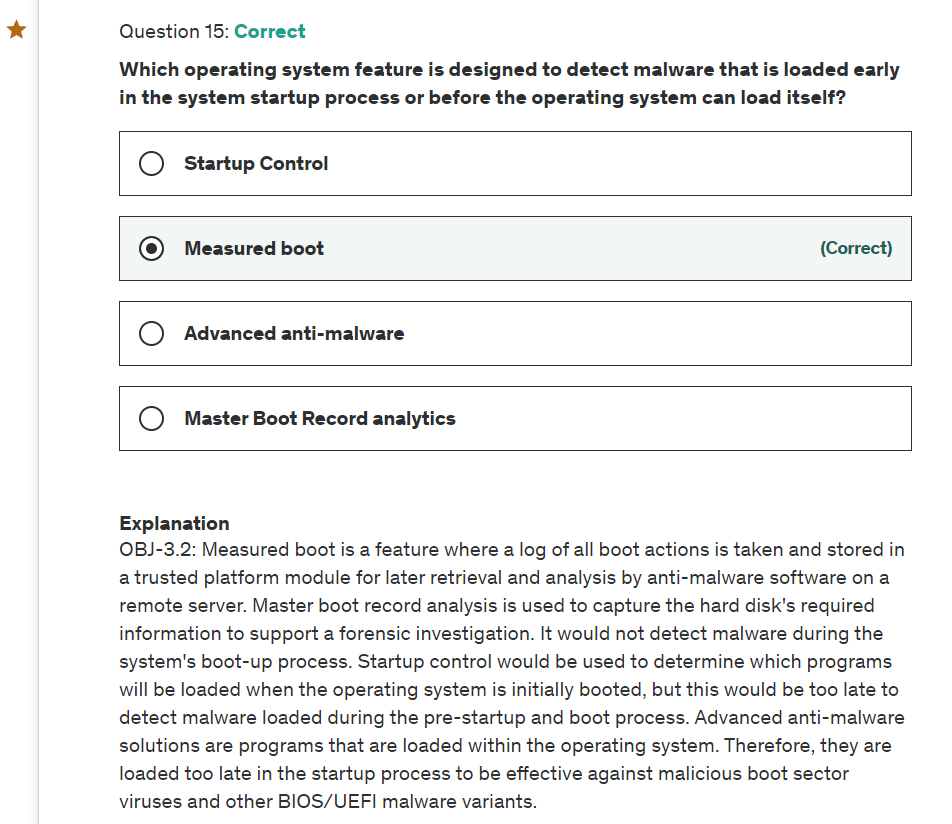 Question 15: Correct
Which operating system feature is designed to detect malware that is loaded early
in the system startup process or before the operating system can load itself?
Startup Control
Measured boot (Correct)
Advanced anti-malware
Master Boot Record analytics
Explanation
OBJ-3.2: Measured boot is a feature where a log of all boot actions is taken and stored in
a trusted platform module for later retrieval and analysis by anti-malware software on a
remote server. Master boot record analysis is used to capture the hard disk's required
information to support a forensic investigation. It would not detect malware during the
system's boot-up process. Startup control would be used to determine which programs
will be loaded when the operating system is initially booted, but this would be too late to
detect malware loaded during the pre-startup and boot process. Advanced anti-malware
solutions are programs that are loaded within the operating system. Therefore, they are
loaded too late in the startup process to be effective against malicious boot sector
viruses and other BIOS/UEFI malware variants.